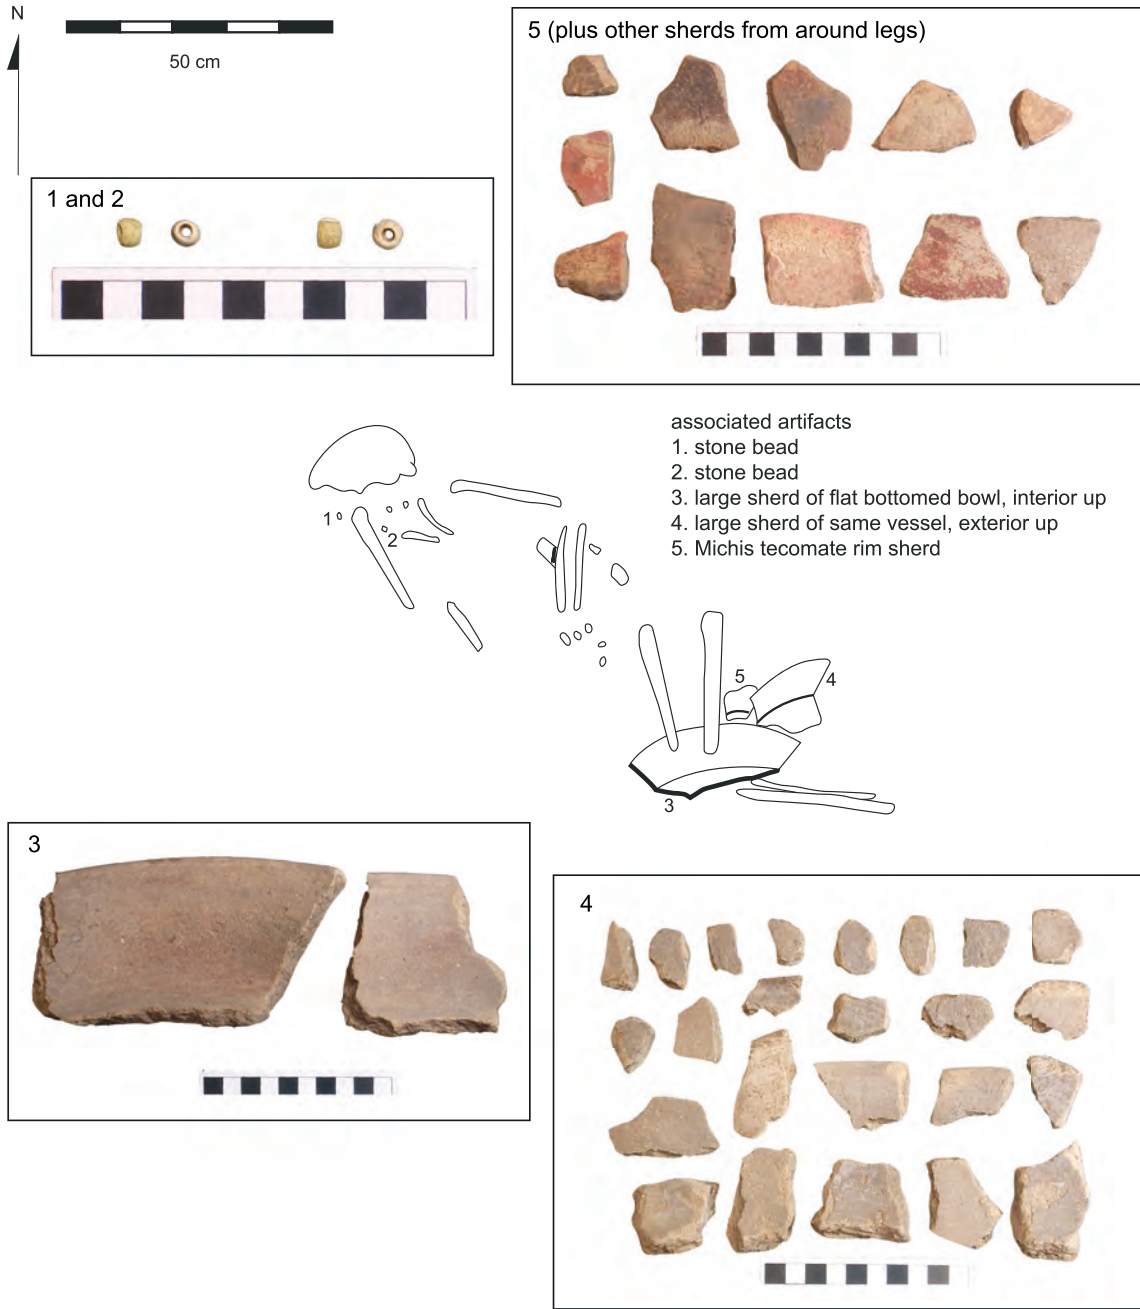 N
50 cm
5 (plus other sherds from around legs)
1 and 2
associated artifacts
1. stone bead
2. stone bead
3. large sherd of flat bottomed bowl, interior up
4. large sherd of same vessel, exterior up
5. Michis tecomate rim sherd
1
2
5
4
3
3
4